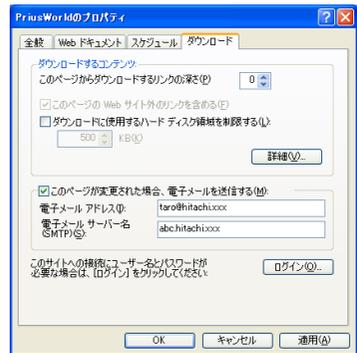 PriusWorldのプロパティ
全般 Web ドキュメント スケジュール ダウンロード
ダウンロードするコンテンツ
このページからダウンロードするリンクの深さ(P) 0
このページの Web サイト外のリンクを含める(F)
ダウンロードに使用するハード ディスク領域を制限する(L):
500 KB(K)
詳細(V)...
このページが変更された場合、電子メールを送信する(M):
電子メール アドレス(I): taro@hitachi.xxx
電子メール サーバー名 abc.hitachi.xxx
(SMTP)(S):
このサイトへの接続にユーザー名とパスワードが
必要な場合は、[ログイン] をクリックしてください:
ログイン(O)...
OK キャンセル 適用(A)